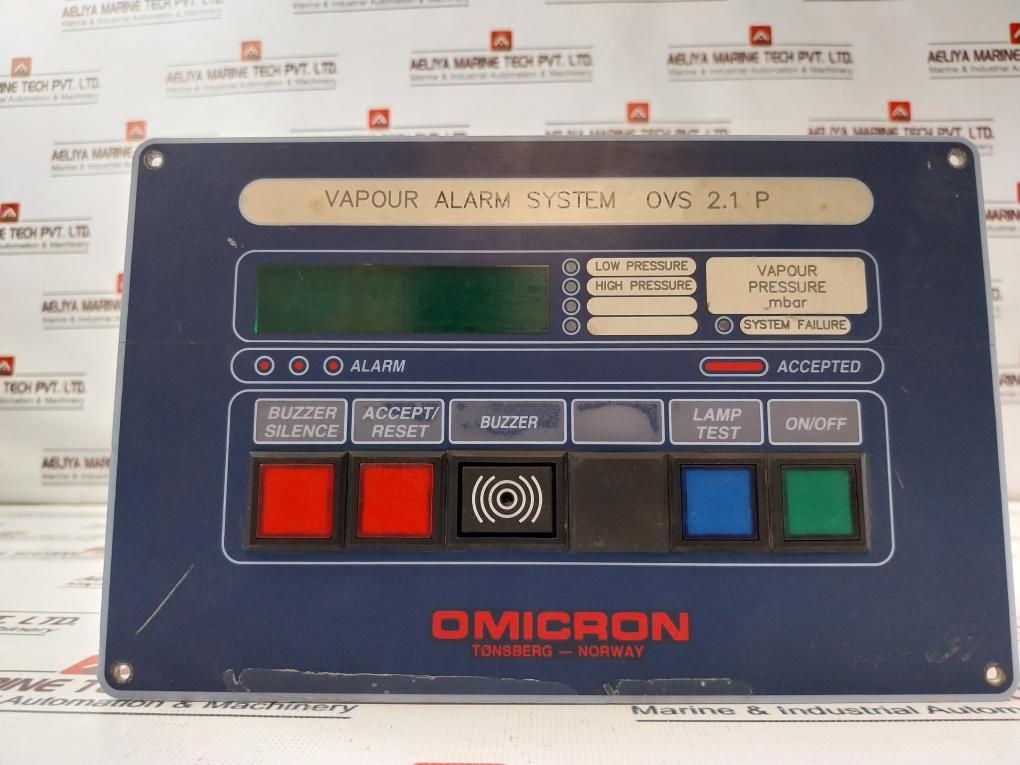 AELIYA MARINE TECH PVT. LTD.
Marine & Industrial Automation & Machinery
VAPOUR ALARM SYSTEM OVS 2.1 P
LOW PRESSURE
HIGH PRESSURE
VAPOUR
PRESSURE
mbar
SYSTEM FAILURE
ALARM
ACCEPTED
BUZZER
SILENCE
ACCEPT/
RESET
BUZZER
LAMP
TEST
ON/OFF
OMICRON
TØNSBERG — NORWAY